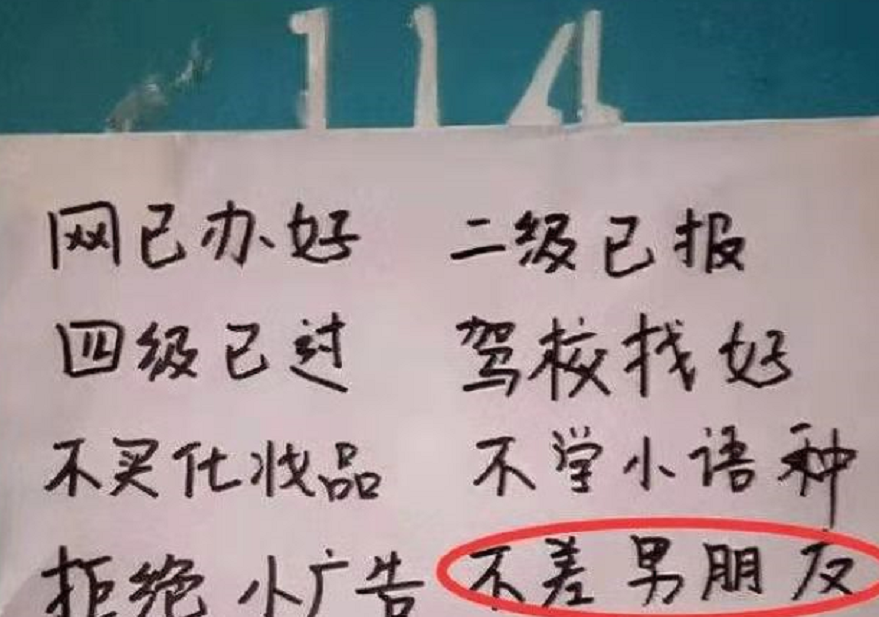 114
网已办好 二级已报
四级已过 驾校找好
不买化妆品 不学小语种
拒绝小广告 不差男朋友